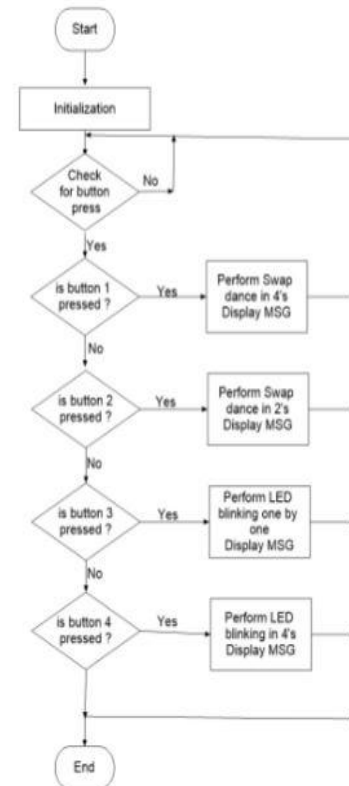 Start
Initialization
Check
for button
press
No
Yes
is button 1
pressed ?
Yes
Perform Swap
dance in 4's
Display MSG
No
is button 2
pressed ?
Yes
Perform Swap
dance in 2's
Display MSG
No
is button 3
pressed ?
Yes
Perform LED
blinking one by
one
Display MSG
No
is button 4
pressed ?
Yes
Perform LED
blinking in 4's
Display MSG
End